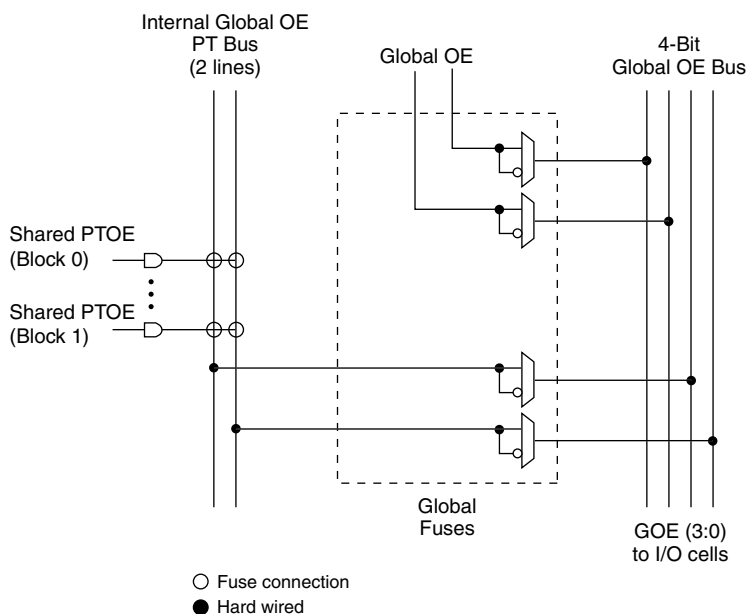 Internal Global OE
PT Bus
(2 lines)
Global OE
4-Bit
Global OE Bus
Shared PTOE
(Block 0)
Shared PTOE
(Block 1)
Global
Fuses
GOE (3:0)
to I/O cells
Fuse connection
Hard wired